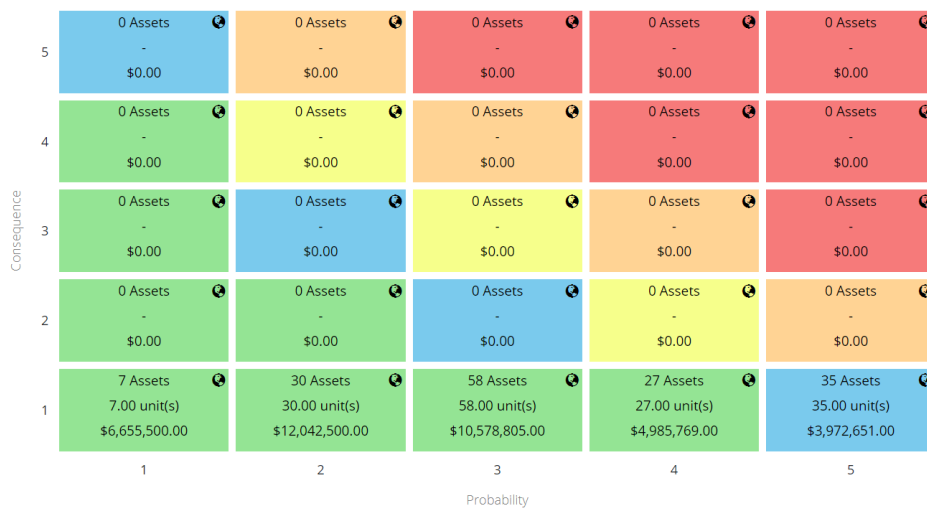 0 Assets 0 Assets 0 Assets 0 Assets 0 Assets
5 - - - - -
$0.00 $0.00 $0.00 $0.00 $0.00
0 Assets 0 Assets 0 Assets 0 Assets 0 Assets
4 - - - - -
$0.00 $0.00 $0.00 $0.00 $0.00
Consequence
0 Assets 0 Assets 0 Assets 0 Assets 0 Assets
3 - - - - -
$0.00 $0.00 $0.00 $0.00 $0.00
0 Assets 0 Assets 0 Assets 0 Assets 0 Assets
2 - - - - -
$0.00 $0.00 $0.00 $0.00 $0.00
7 Assets 30 Assets 58 Assets 27 Assets 35 Assets
1 7.00 unit(s) 30.00 unit(s) 58.00 unit(s) 27.00 unit(s) 35.00 unit(s)
$6,655,500.00 $12,042,500.00 $10,578,805.00 $4,985,769.00 $3,972,651.00
1 2 3 4 5
Probability